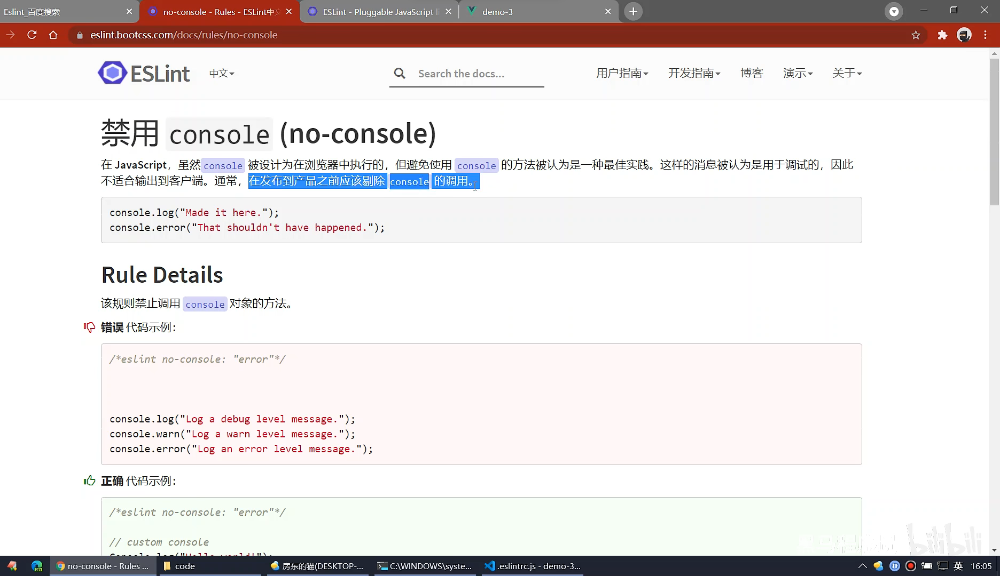 Eslint_百度搜索
no-console - Rules - ESLint中文
ESLint - Pluggable JavaScript li
demo-3
eslint.bootcss.com/docs/rules/no-console
ESLint
中文
Search the docs...
用户指南
开发指南
博客
演示
关于
禁用 console (no-console)
在 JavaScript，虽然 console 被设计为在浏览器中执行的，但避免使用 console 的方法被认为是一种最佳实践。这样的消息被认为是用于调试的，因此
不适合输出到客户端。通常，在发布到产品之前应该剔除 console 的调用。
console.log("Made it here.");
console.error("That shouldn't have happened.");
Rule Details
该规则禁止调用 console 对象的方法。
错误 代码示例：
/*eslint no-console: "error"*/
console.log("Log a debug level message.");
console.warn("Log a warn level message.");
console.error("Log an error level message.");
正确 代码示例：
/*eslint no-console: "error"*/
// custom console
Console.log("Hello world!");
bilibili
no-console - Rules ...
code
房东的猫(DESKTOP-...
C:\WINDOWS\syste...
.eslintrc.js - demo-3...
英
16:05